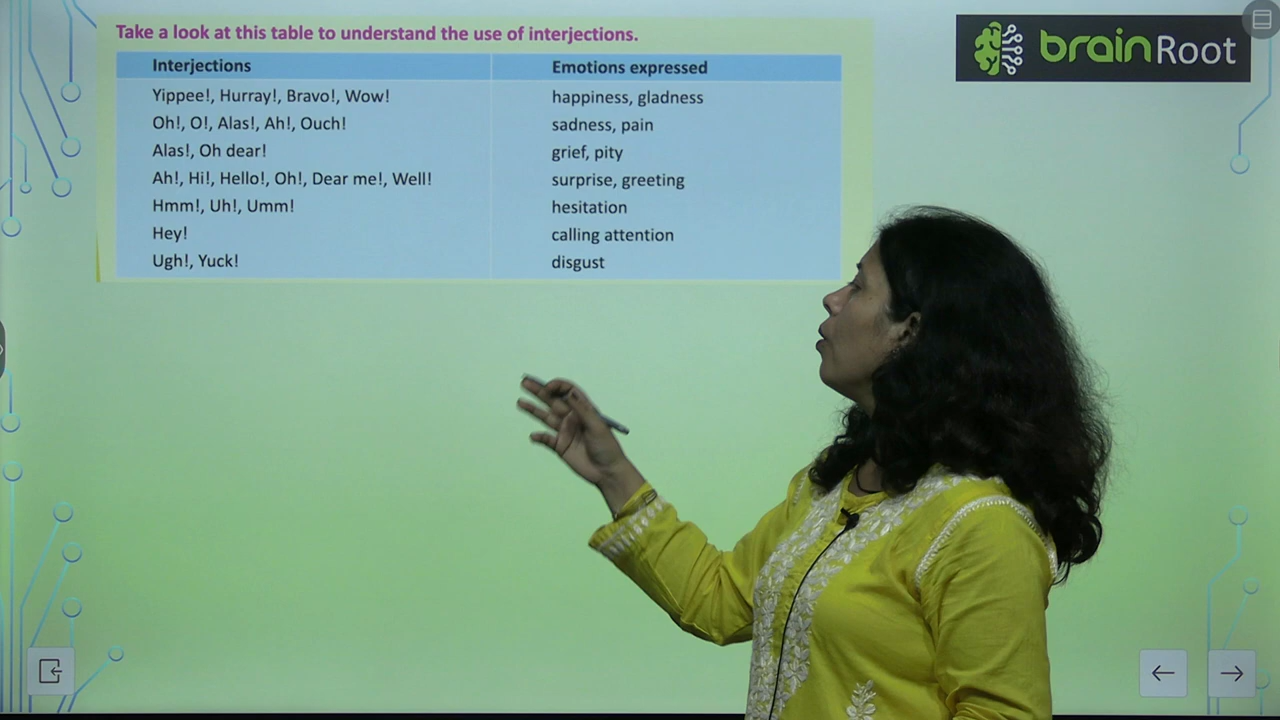 Take a look at this table to understand the use of interjections.
brainRoot
Interjections Emotions expressed
Yippee!, Hurray!, Bravo!, Wow! happiness, gladness
Oh!, O!, Alas!, Ah!, Ouch! sadness, pain
Alas!, Oh dear! grief, pity
Ah!, Hi!, Hello!, Oh!, Dear me!, Well! surprise, greeting
Hmm!, Uh!, Umm! hesitation
Hey! calling attention
Ugh!, Yuck! disgust